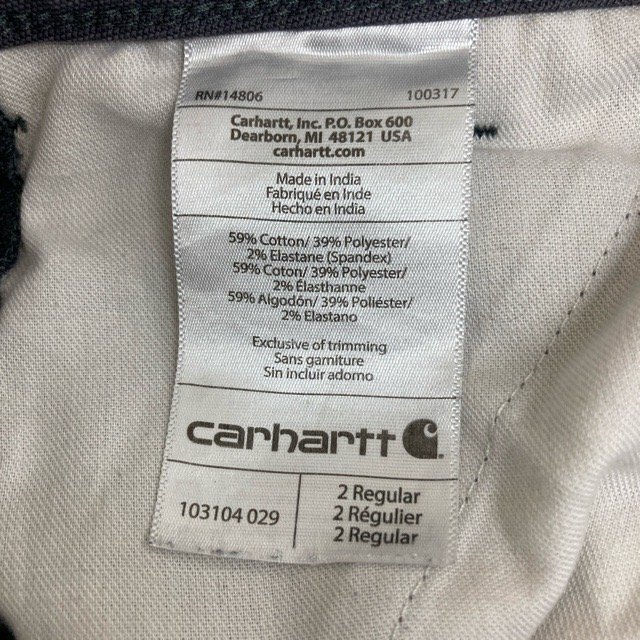 RN#14806 100317
Carhartt, Inc. P.O. Box 600
Dearborn, MI 48121 USA
carhartt.com
Made in India
Fabriqué en Inde
Hecho en India
59% Cotton/ 39% Polyester/
2% Elastane (Spandex)
59% Coton/ 39% Polyester/
2% Élasthanne
59% Algodón/ 39% Poliéster/
2% Elastano
Exclusive of trimming
Sans garniture
Sin incluir adorno
carhartt
103104 029
2 Regular
2 Régulier
2 Regular